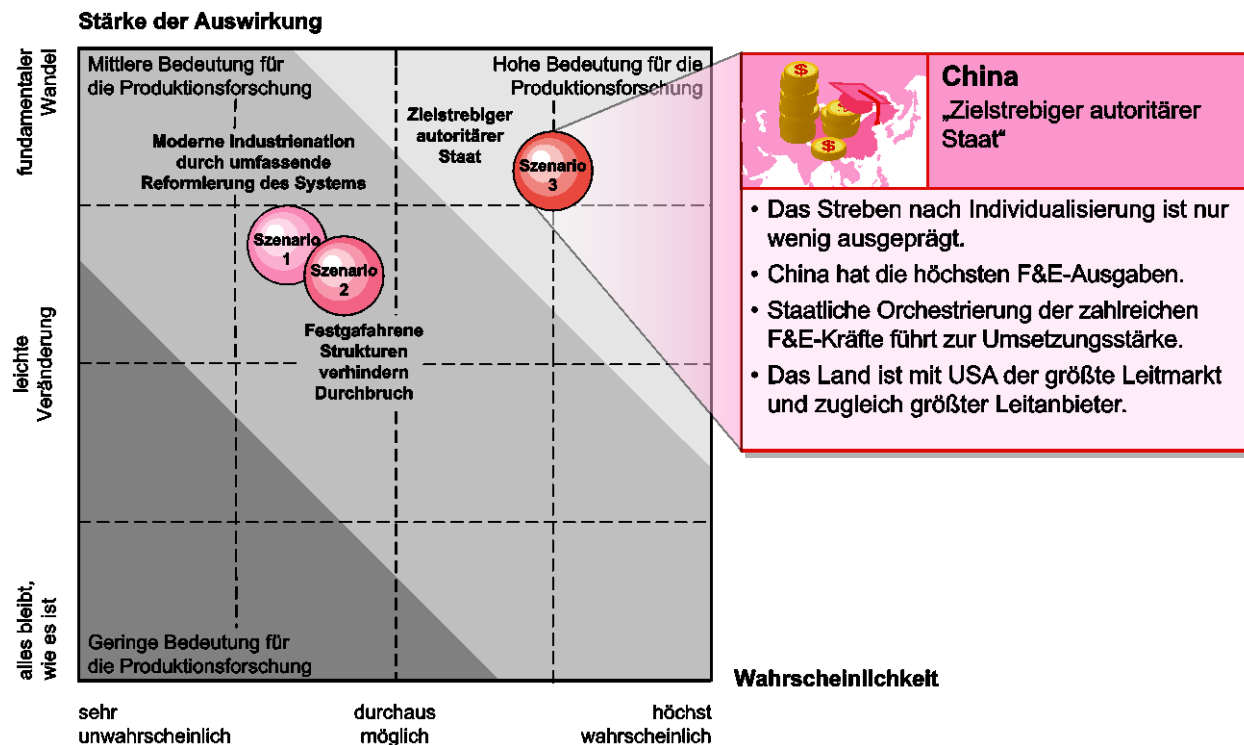 Stärke der Auswirkung
fundamentaler
Wandel
leichte
Veränderung
alles bleibt,
wie es ist
Mittlere Bedeutung für
die Produktionsforschung
Hohe Bedeutung für die
Produktionsforschung
Moderne Industrienation
durch umfassende
Reformierung des Systems
Zielstrebiger
autoritärer
Staat
Szenario
3
Szenario
1
Szenario
2
Festgafahrene
Strukturen
verhindern
Durchbruch
Geringe Bedeutung für
die Produktionsforschung
Wahrscheinlichkeit
sehr
unwahrscheinlich
durchaus
möglich
höchst
wahrscheinlich
$
$
$
China
„Zielstrebiger autoritärer
Staat“
• Das Streben nach Individualisierung ist nur
wenig ausgeprägt.
• China hat die höchsten F&E-Ausgaben.
• Staatliche Orchestrierung der zahlreichen
F&E-Kräfte führt zur Umsetzungsstärke.
• Das Land ist mit USA der größte Leitmarkt
und zugleich größter Leitanbieter.